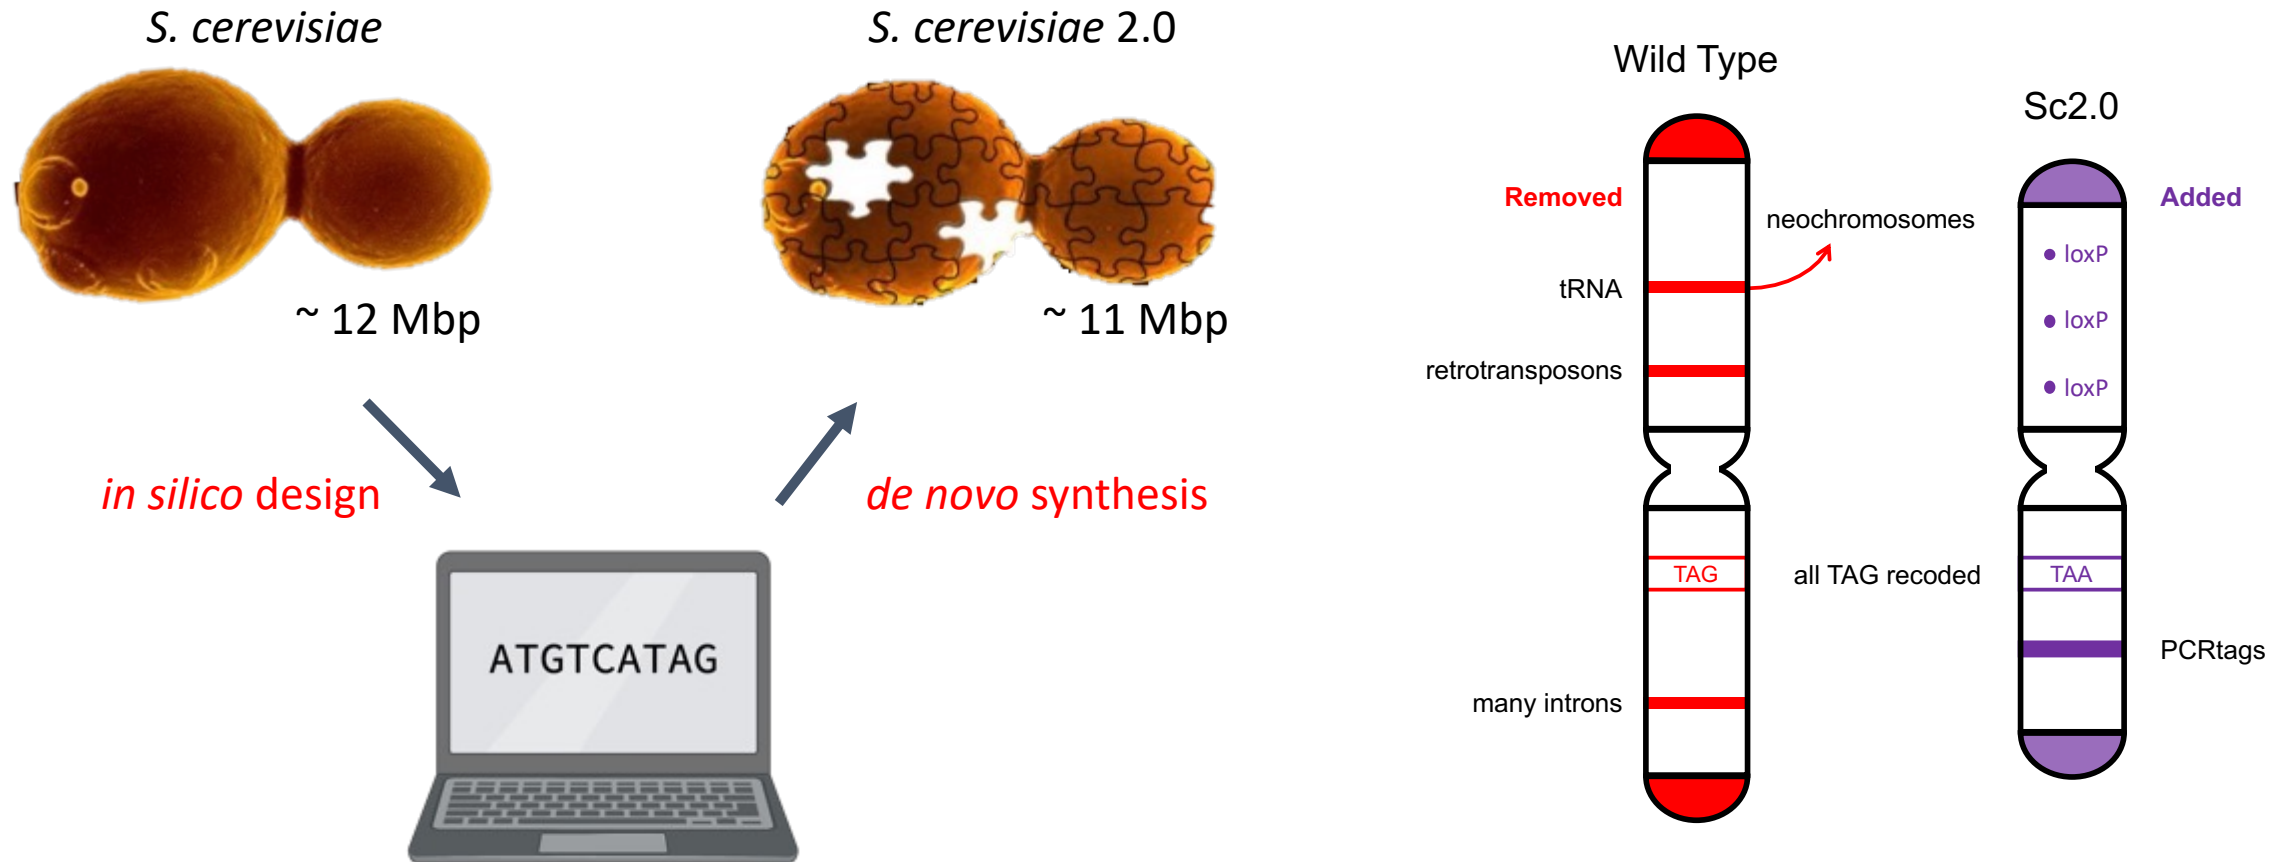 S. cerevisiae
S. cerevisiae 2.0
~ 12 Mbp
~ 11 Mbp
in silico design
de novo synthesis
ATGTCATAG
Wild Type
Sc2.0
Removed
Added
neochromosomes
loxP
tRNA
loxP
retrotransposons
loxP
TAG
all TAG recoded
TAA
PCRtags
many introns